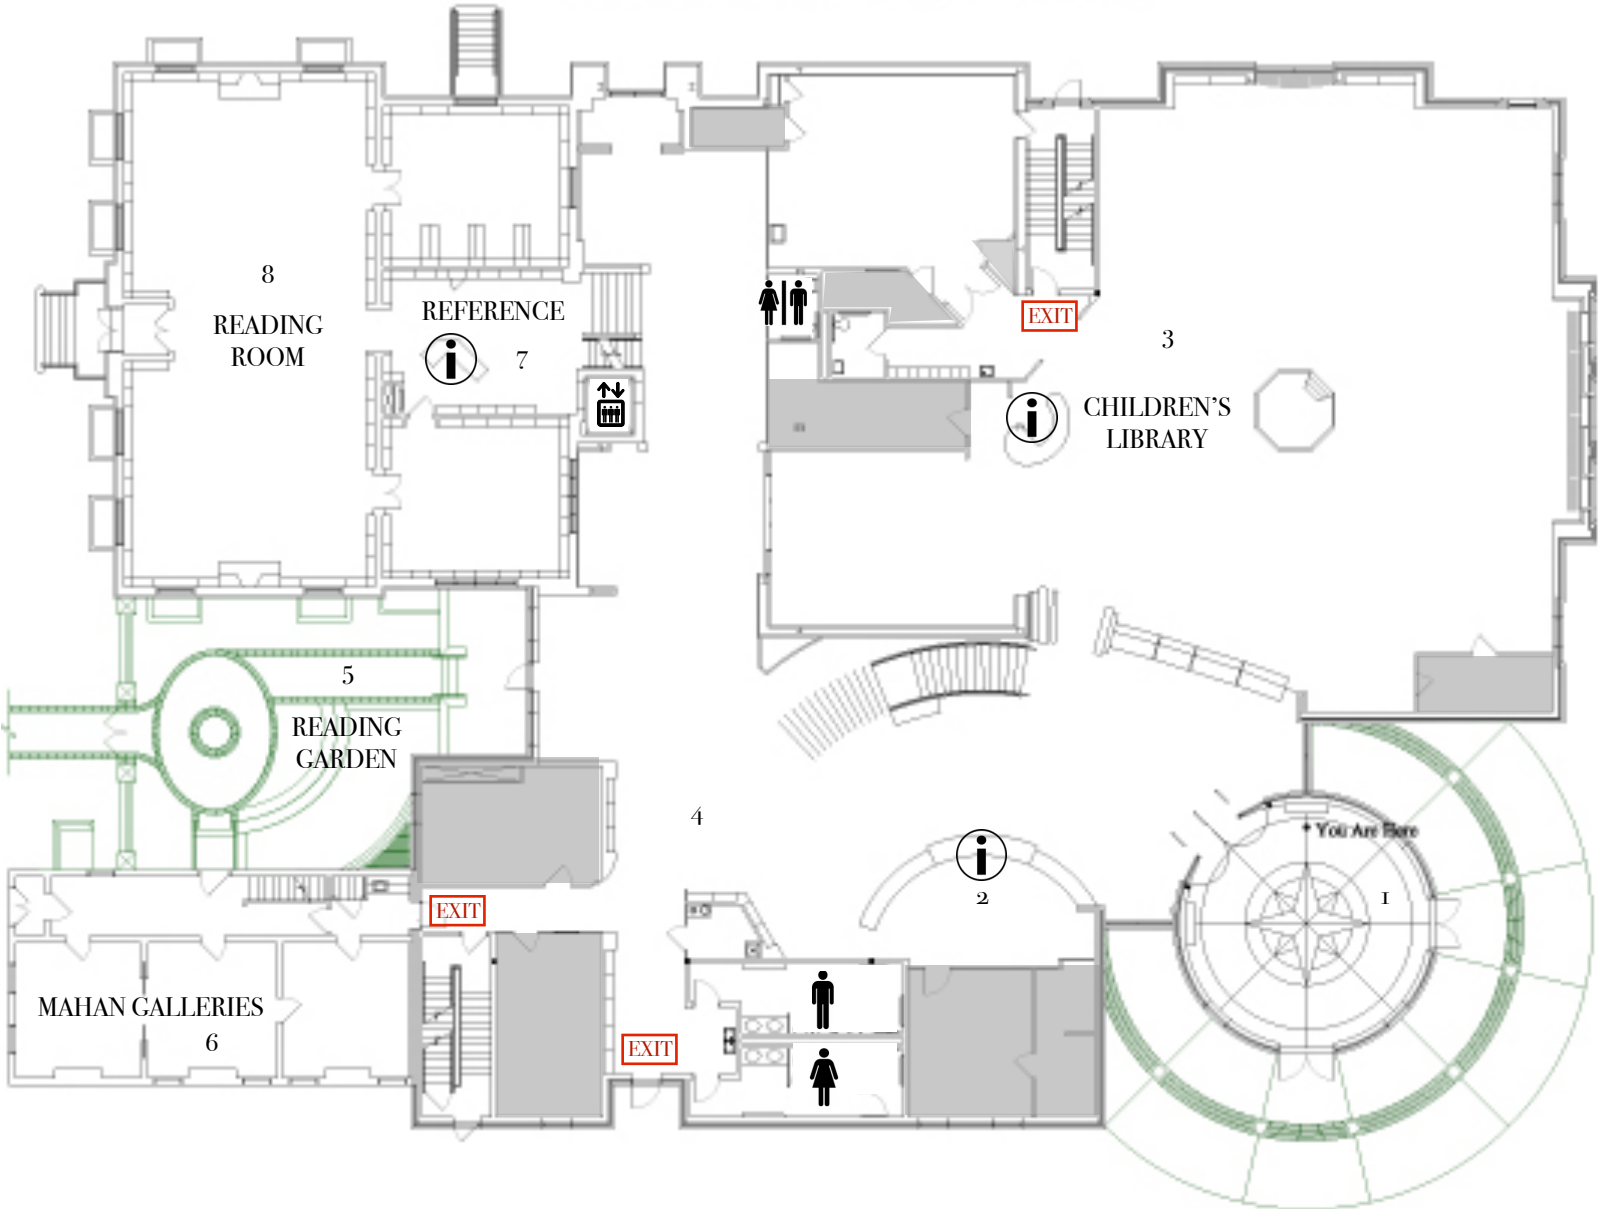 8
READING
ROOM
REFERENCE
7
EXIT
3
CHILDREN'S
LIBRARY
5
READING
GARDEN
4
You Are Here
2
1
EXIT
MAHAN GALLERIES
6
EXIT